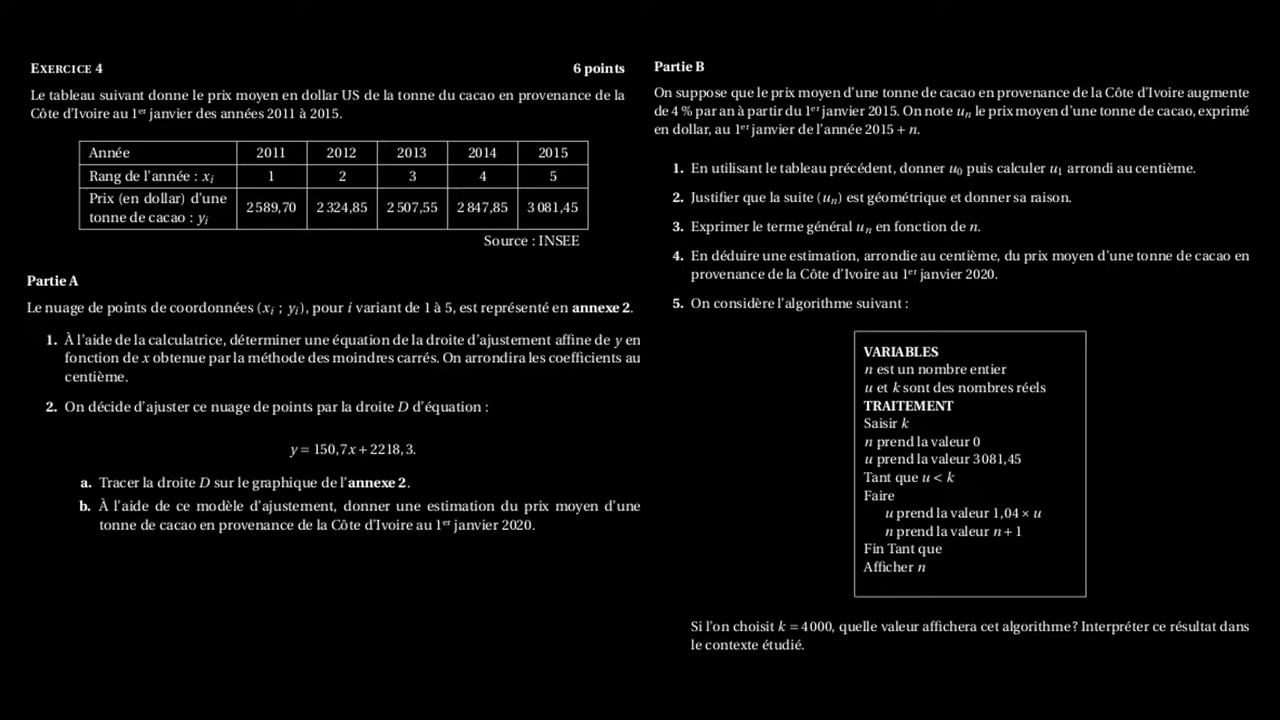 EXERCICE 4 6 points
Le tableau suivant donne le prix moyen en dollar US de la tonne du cacao en provenance de la
Côte d'Ivoire au 1er janvier des années 2011 à 2015.
Année 2011 2012 2013 2014 2015
Rang de l'année : xi 1 2 3 4 5
Prix (en dollar) d'une
tonne de cacao : yi 2 589,70 2 324,85 2 507,55 2 847,85 3 081,45
Source : INSEE
Partie A
Le nuage de points de coordonnées (xi ; yi), pour i variant de 1 à 5, est représenté en annexe 2.
1. À l'aide de la calculatrice, déterminer une équation de la droite d'ajustement affine de y en
fonction de x obtenue par la méthode des moindres carrés. On arrondira les coefficients au
centième.
2. On décide d'ajuster ce nuage de points par la droite D d'équation :
y = 150,7x + 2218,3.
a. Tracer la droite D sur le graphique de l'annexe 2.
b. À l'aide de ce modèle d'ajustement, donner une estimation du prix moyen d'une
tonne de cacao en provenance de la Côte d'Ivoire au 1er janvier 2020.
Partie B
On suppose que le prix moyen d'une tonne de cacao en provenance de la Côte d'Ivoire augmente
de 4 % par an à partir du 1er janvier 2015. On note un le prix moyen d'une tonne de cacao, exprimé
en dollar, au 1er janvier de l'année 2015 + n.
1. En utilisant le tableau précédent, donner u0 puis calculer u1 arrondi au centième.
2. Justifier que la suite (un) est géométrique et donner sa raison.
3. Exprimer le terme général un en fonction de n.
4. En déduire une estimation, arrondie au centième, du prix moyen d'une tonne de cacao en
provenance de la Côte d'Ivoire au 1er janvier 2020.
5. On considère l'algorithme suivant :
VARIABLES
n est un nombre entier
u et k sont des nombres réels
TRAITEMENT
Saisir k
n prend la valeur 0
u prend la valeur 3 081,45
Tant que u < k
Faire
u prend la valeur 1,04 × u
n prend la valeur n + 1
Fin Tant que
Afficher n
Si l'on choisit k = 4 000, quelle valeur affichera cet algorithme ? Interpréter ce résultat dans
le contexte étudié.